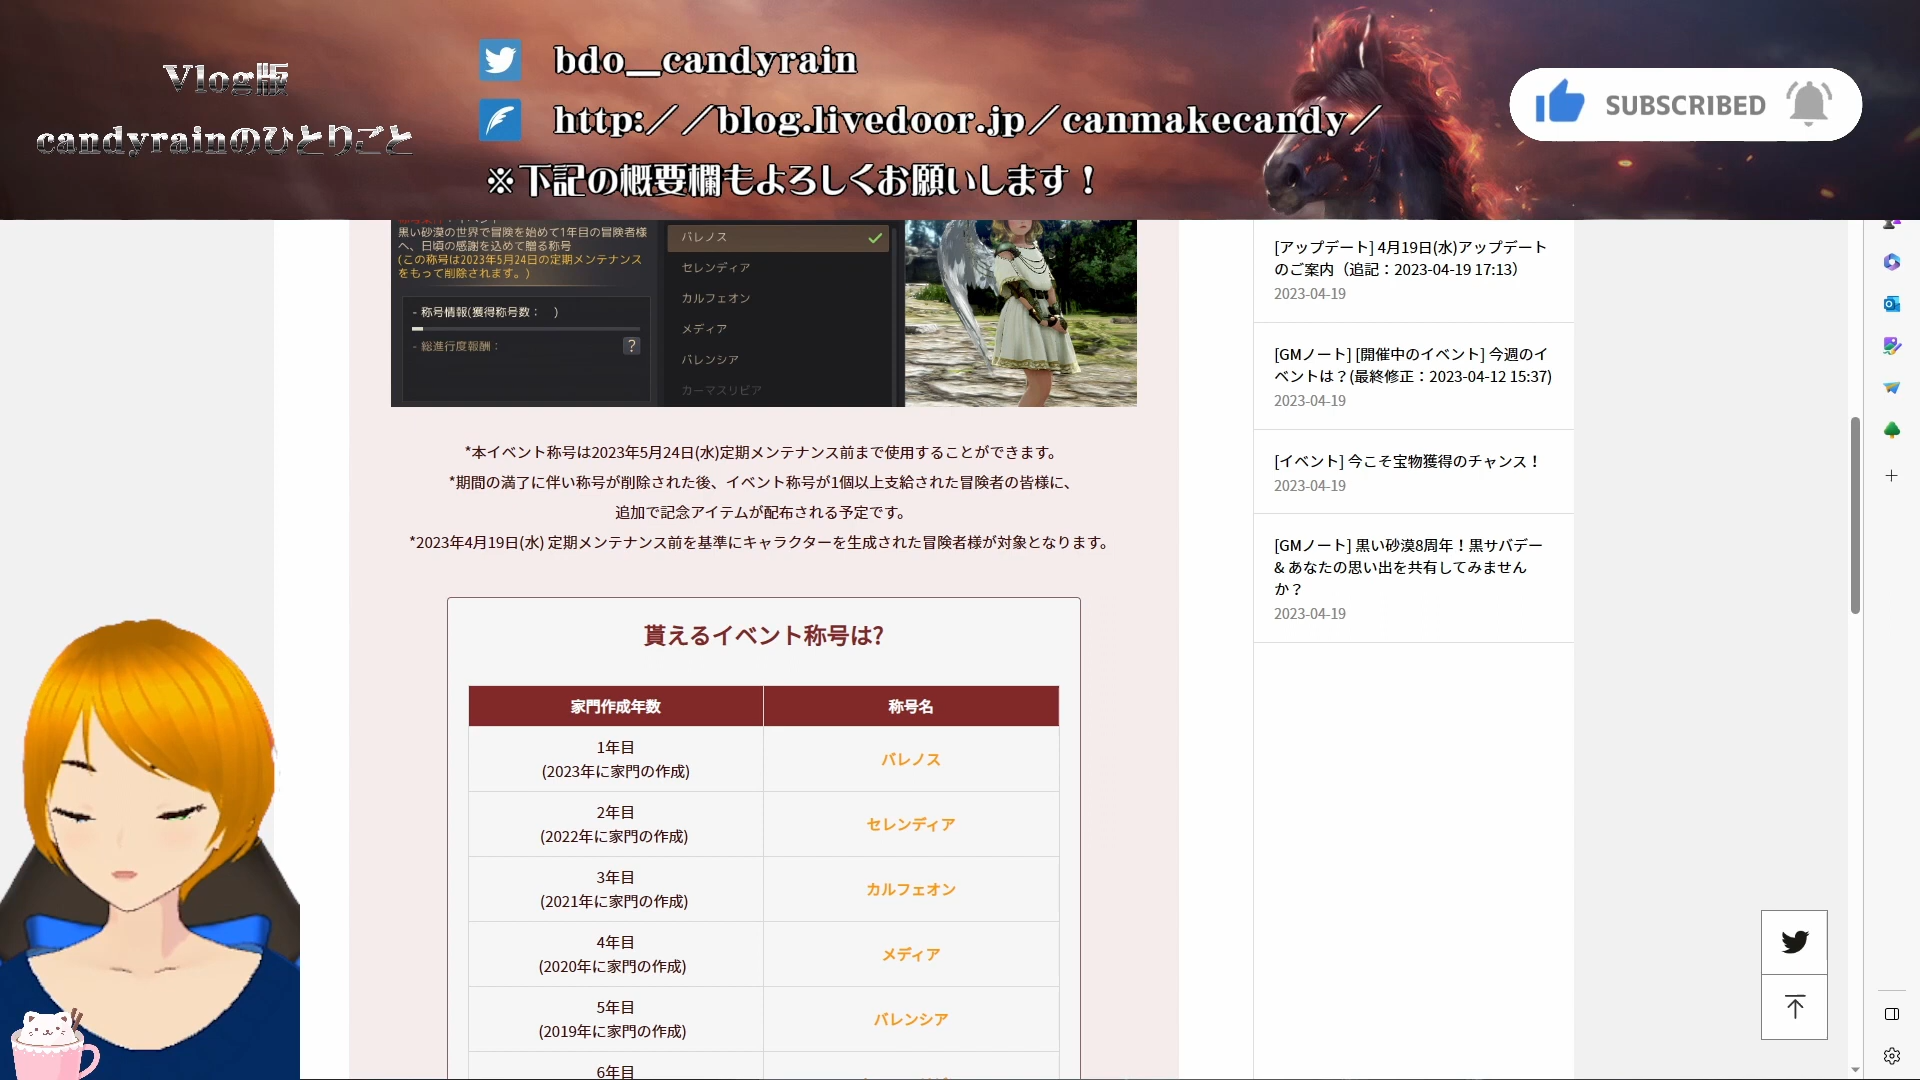 Vlog版
candyrainのひとりごと
bdo__candyrain
http://blog.livedoor.jp/canmakecandy/
※下記の概要欄もよろしくお願いします！
SUBSCRIBED
黒い砂漠の世界で冒険を始めて1年目の冒険者様
へ、日頃の感謝を込めて贈る称号
(この称号は2023年5月24日の定期メンテナンス
をもって削除されます。)
- 称号情報(獲得称号数：　)
- 総進行度報酬：
?
バレノス
セレンディア
カルフェオン
メディア
バレンシア
カーマスリビア
*本イベント称号は2023年5月24日(水)定期メンテナンス前まで使用することができます。
*期間の満了に伴い称号が削除された後、イベント称号が1個以上支給された冒険者の皆様に、
追加で記念アイテムが配布される予定です。
*2023年4月19日(水) 定期メンテナンス前を基準にキャラクターを生成された冒険者様が対象となります。
貰えるイベント称号は?
家門作成年数 称号名
1年目
(2023年に家門の作成)
バレノス
2年目
(2022年に家門の作成)
セレンディア
3年目
(2021年に家門の作成)
カルフェオン
4年目
(2020年に家門の作成)
メディア
5年目
(2019年に家門の作成)
バレンシア
6年目
[アップデート] 4月19日(水)アップデート
のご案内（追記：2023-04-19 17:13）
2023-04-19
[GMノート] [開催中のイベント] 今週のイ
ベントは？(最終修正：2023-04-12 15:37)
2023-04-19
[イベント] 今こそ宝物獲得のチャンス！
2023-04-19
[GMノート] 黒い砂漠8周年！黒サバデー
& あなたの思い出を共有してみません
か？
2023-04-19